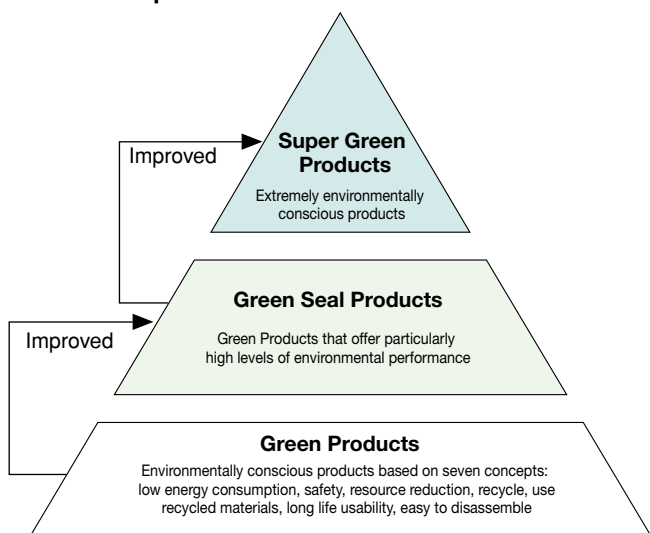 Super Green
Products
Improved
Extremely environmentally
conscious products
Green Seal Products
Improved
Green Products that offer particularly
high levels of environmental performance
Green Products
Environmentally conscious products based on seven concepts:
low energy consumption, safety, resource reduction, recycle, use
recycled materials, long life usability, easy to disassemble